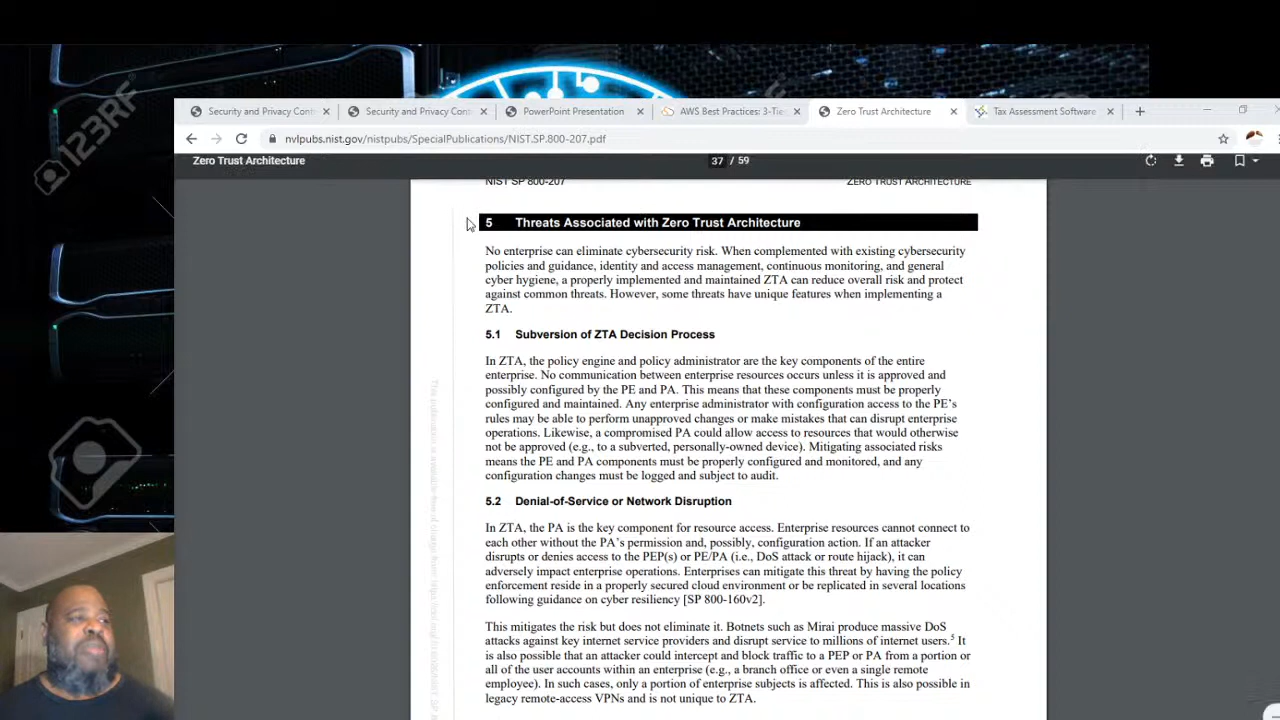 123RF
Security and Privacy Cont
Security and Privacy Cont
PowerPoint Presentation
AWS Best Practices: 3-Tie
Zero Trust Architecture
Tax Assessment Software
nvlpubs.nist.gov/nistpubs/SpecialPublications/NIST.SP.800-207.pdf
Zero Trust Architecture
37 / 59
NIST SP 800-207 ZERO TRUST ARCHITECTURE
5 Threats Associated with Zero Trust Architecture
No enterprise can eliminate cybersecurity risk. When complemented with existing cybersecurity
policies and guidance, identity and access management, continuous monitoring, and general
cyber hygiene, a properly implemented and maintained ZTA can reduce overall risk and protect
against common threats. However, some threats have unique features when implementing a
ZTA.
5.1 Subversion of ZTA Decision Process
In ZTA, the policy engine and policy administrator are the key components of the entire
enterprise. No communication between enterprise resources occurs unless it is approved and
possibly configured by the PE and PA. This means that these components must be properly
configured and maintained. Any enterprise administrator with configuration access to the PE's
rules may be able to perform unapproved changes or make mistakes that can disrupt enterprise
operations. Likewise, a compromised PA could allow access to resources that would otherwise
not be approved (e.g., to a subverted, personally-owned device). Mitigating associated risks
means the PE and PA components must be properly configured and monitored, and any
configuration changes must be logged and subject to audit.
5.2 Denial-of-Service or Network Disruption
In ZTA, the PA is the key component for resource access. Enterprise resources cannot connect to
each other without the PA's permission and, possibly, configuration action. If an attacker
disrupts or denies access to the PEP(s) or PE/PA (i.e., DoS attack or route hijack), it can
adversely impact enterprise operations. Enterprises can mitigate this threat by having the policy
enforcement reside in a properly secured cloud environment or be replicated in several locations
following guidance on cyber resiliency [SP 800-160v2].
This mitigates the risk but does not eliminate it. Botnets such as Mirai produce massive DoS
attacks against key internet service providers and disrupt service to millions of internet users.5 It
is also possible that an attacker could intercept and block traffic to a PEP or PA from a portion or
all of the user accounts within an enterprise (e.g., a branch office or even a single remote
employee). In such cases, only a portion of enterprise subjects is affected. This is also possible in
legacy remote-access VPNs and is not unique to ZTA.